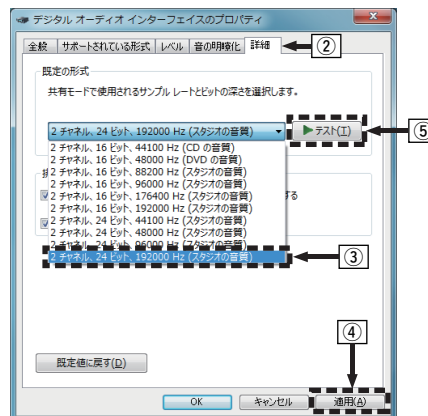 デジタル オーディオ インターフェイスのプロパティ
全般 サポートされている形式 レベル 音の明瞭化 詳細 ②
既定の形式
共有モードで使用されるサンプル レートとビットの深さを選択します。
2 チャネル、24 ビット、192000 Hz (スタジオの音質) テスト(T) ⑤
2 チャネル、16 ビット、44100 Hz (CD の音質)
2 チャネル、16 ビット、48000 Hz (DVD の音質)
2 チャネル、16 ビット、88200 Hz (スタジオの音質)
2 チャネル、16 ビット、96000 Hz (スタジオの音質)
2 チャネル、16 ビット、176400 Hz (スタジオの音質) する
2 チャネル、16 ビット、192000 Hz (スタジオの音質)
2 チャネル、24 ビット、44100 Hz (スタジオの音質)
2 チャネル、24 ビット、48000 Hz (スタジオの音質)
2 チャネル、24 ビット、96000 Hz (スタジオの音質)
2 チャネル、24 ビット、192000 Hz (スタジオの音質) ③
④
既定値に戻す(D)
OK キャンセル 適用(A)